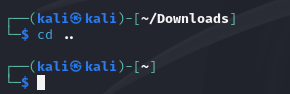 ┌──(kali㉿kali)-[~/Downloads]
└─$ cd ..
┌──(kali㉿kali)-[~]
└─$